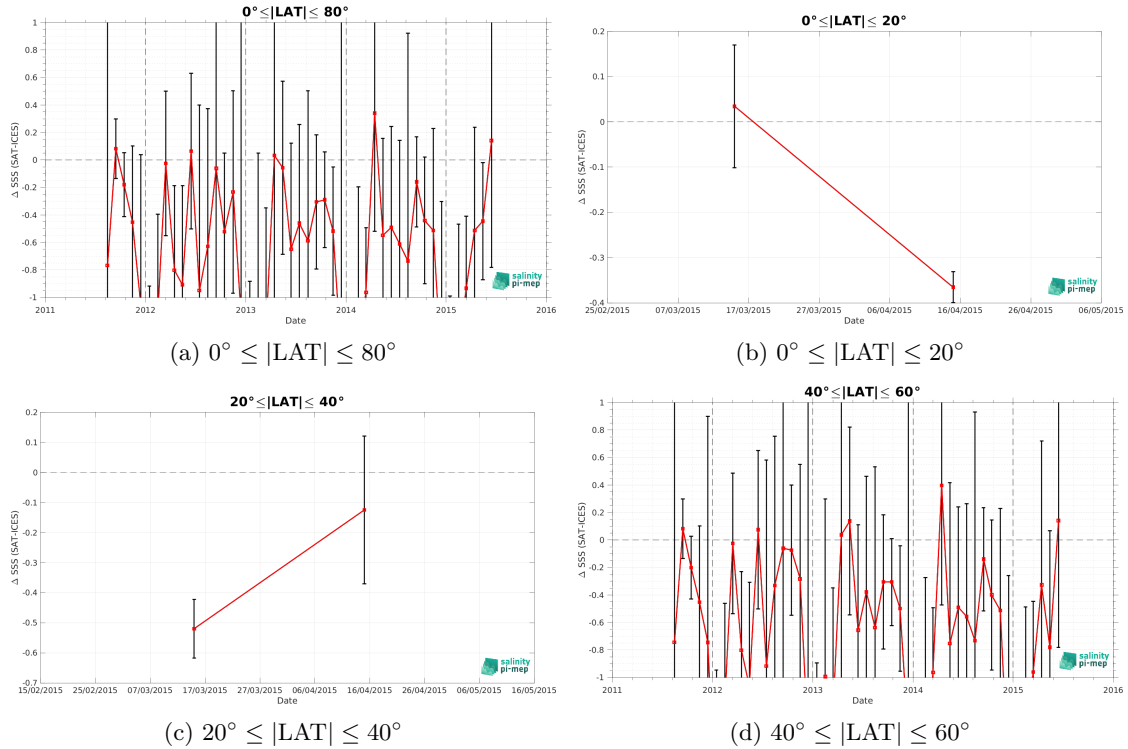 0°≤|LAT|≤ 80°
1
0.8
0.6
0.4
0.2
0
-0.2
-0.4
-0.6
-0.8
-1
Δ SSS (SAT-ICES)
2011 2012 2013 2014 2015 2016
Date
salinity
pi-mep
(a) 0° ≤ |LAT| ≤ 80°
0°≤|LAT|≤ 20°
0.2
0.1
0
-0.1
-0.2
-0.3
-0.4
Δ SSS (SAT-ICES)
25/02/2015 07/03/2015 17/03/2015 27/03/2015 06/04/2015 16/04/2015 26/04/2015 06/05/2015
Date
salinity
pi-mep
(b) 0° ≤ |LAT| ≤ 20°
20°≤|LAT|≤ 40°
0.2
0.1
0
-0.1
-0.2
-0.3
-0.4
-0.5
-0.6
-0.7
Δ SSS (SAT-ICES)
15/02/2015 25/02/2015 07/03/2015 17/03/2015 27/03/2015 06/04/2015 16/04/2015 26/04/2015 06/05/2015 16/05/2015
Date
salinity
pi-mep
(c) 20° ≤ |LAT| ≤ 40°
40°≤|LAT|≤ 60°
1
0.8
0.6
0.4
0.2
0
-0.2
-0.4
-0.6
-0.8
-1
Δ SSS (SAT-ICES)
2011 2012 2013 2014 2015 2016
Date
salinity
pi-mep
(d) 40° ≤ |LAT| ≤ 60°